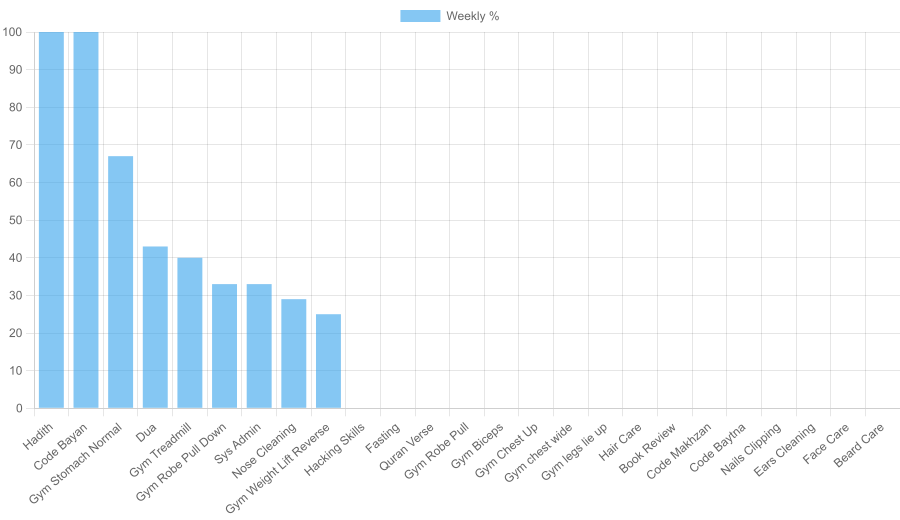 Weekly %
100
90
80
70
60
50
40
30
20
10
0
Hadith
Code Bayan
Gym Stomach Normal
Dua
Gym Treadmill
Gym Robe Pull Down
Sys Admin
Nose Cleaning
Gym Weight Lift Reverse
Hacking Skills
Fasting
Quran Verse
Gym Robe Pull
Gym Biceps
Gym Chest Up
Gym chest wide
Gym legs lie up
Hair Care
Book Review
Code Makhzan
Code Baytna
Nails Clipping
Ears Cleaning
Face Care
Beard Care